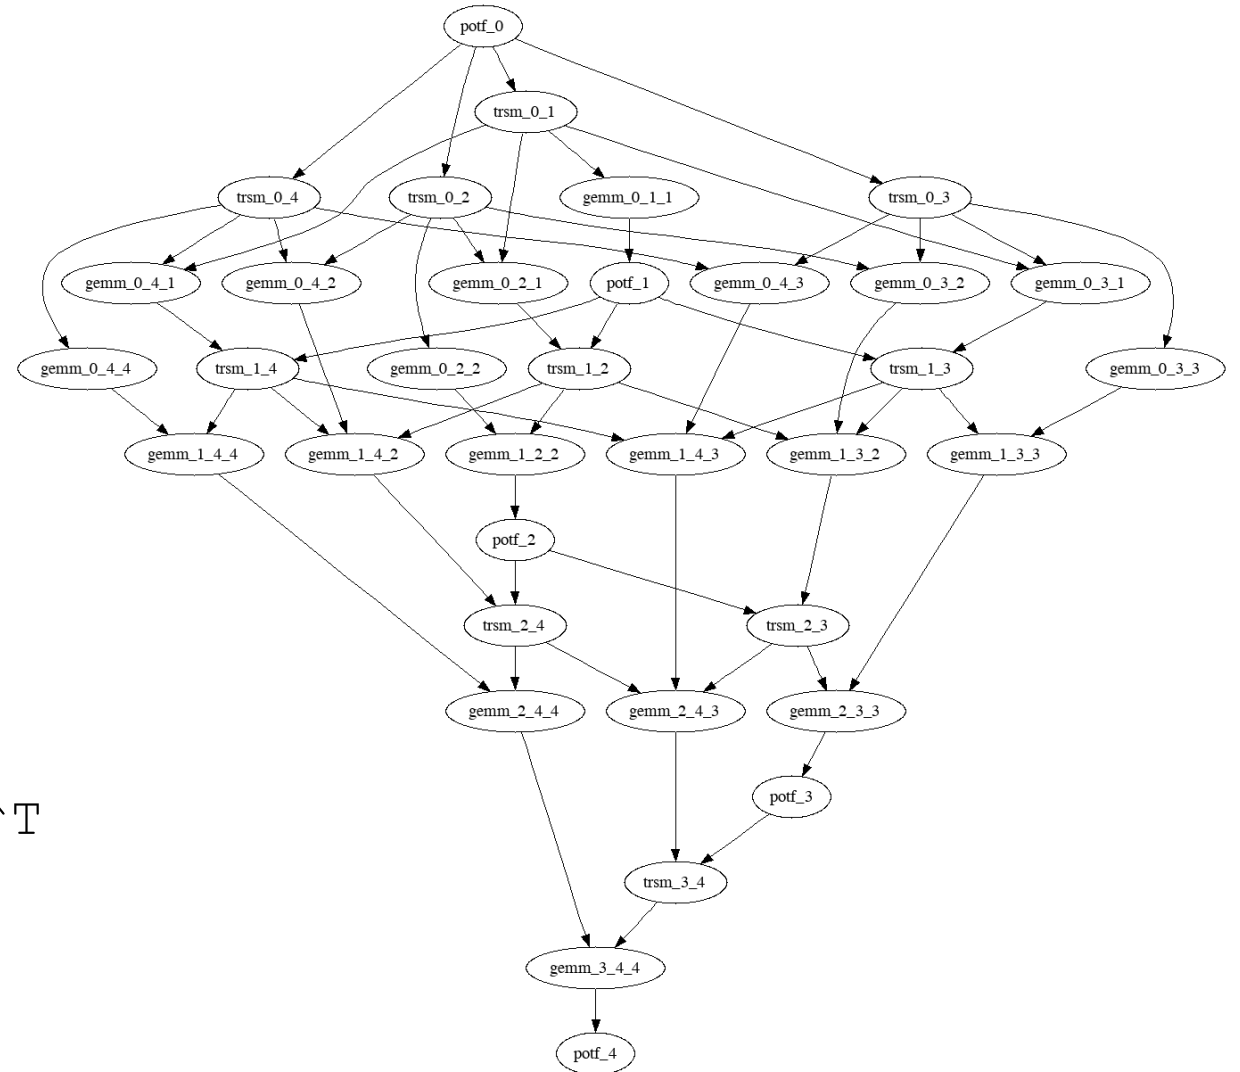 potf_0
trsm_0_1
trsm_0_4 trsm_0_2 gemm_0_1_1 trsm_0_3
gemm_0_4_1 gemm_0_4_2 gemm_0_2_1 potf_1 gemm_0_4_3 gemm_0_3_2 gemm_0_3_1
gemm_0_4_4 trsm_1_4 gemm_0_2_2 trsm_1_2 trsm_1_3 gemm_0_3_3
gemm_1_4_4 gemm_1_4_2 gemm_1_2_2 gemm_1_4_3 gemm_1_3_2 gemm_1_3_3
potf_2
trsm_2_4 trsm_2_3
gemm_2_4_4 gemm_2_4_3 gemm_2_3_3
potf_3
^T
trsm_3_4
gemm_3_4_4
potf_4